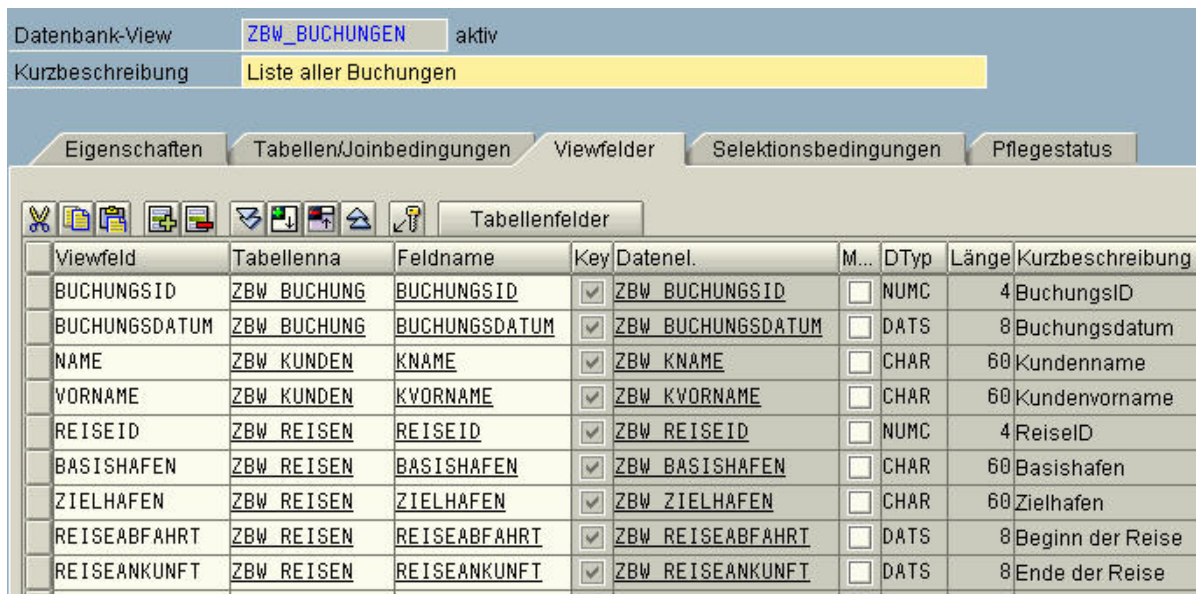 Datenbank-View ZBW_BUCHUNGEN aktiv
Kurzbeschreibung Liste aller Buchungen
Eigenschaften Tabellen/Joinbedingungen Viewfelder Selektionsbedingungen Pflegestatus
Tabellenfelder
Viewfeld Tabellenna Feldname Key Datenel. M... DTyp Länge Kurzbeschreibung
BUCHUNGSID ZBW_BUCHUNG BUCHUNGSID ZBW_BUCHUNGSID NUMC 4 BuchungsID
BUCHUNGSDATUM ZBW_BUCHUNG BUCHUNGSDATUM ZBW_BUCHUNGSDATUM DATS 8 Buchungsdatum
NAME ZBW_KUNDEN KNAME ZBW_KNAME CHAR 60 Kundenname
VORNAME ZBW_KUNDEN KVORNAME ZBW_KVORNAME CHAR 60 Kundenvorname
REISEID ZBW_REISEN REISEID ZBW_REISEID NUMC 4 ReiseID
BASISHAFEN ZBW_REISEN BASISHAFEN ZBW_BASISHAFEN CHAR 60 Basishafen
ZIELHAFEN ZBW_REISEN ZIELHAFEN ZBW_ZIELHAFEN CHAR 60 Zielhafen
REISEABFAHRT ZBW_REISEN REISEABFAHRT ZBW_REISEABFAHRT DATS 8 Beginn der Reise
REISEANKUNFT ZBW_REISEN REISEANKUNFT ZBW_REISEANKUNFT DATS 8 Ende der Reise